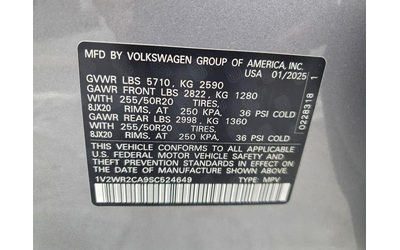 MFD BY VOLKSWAGEN GROUP OF AMERICA, INC.
USA 01/2025
GVWR LBS 5710, KG 2590
GAWR FRONT LBS 2822, KG 1280
WITH 255/50R20 TIRES,
8JX20 RIMS, AT 250 KPA. 36 PSI COLD
GAWR REAR LBS 2998, KG 1360
WITH 255/50R20 TIRES,
8JX20 RIMS, AT 250 KPA. 36 PSI COLD
THIS VEHICLE CONFORMS TO ALL APPLICABLE
U.S. FEDERAL MOTOR VEHICLE SAFETY, BUMPER, AND
THEFT PREVENTION STANDARDS IN EFFECT ON THE
DATE OF MANUFACTURE SHOWN ABOVE.
1V2WR2CA9SC524649 TYPE: MPV
0228318 1